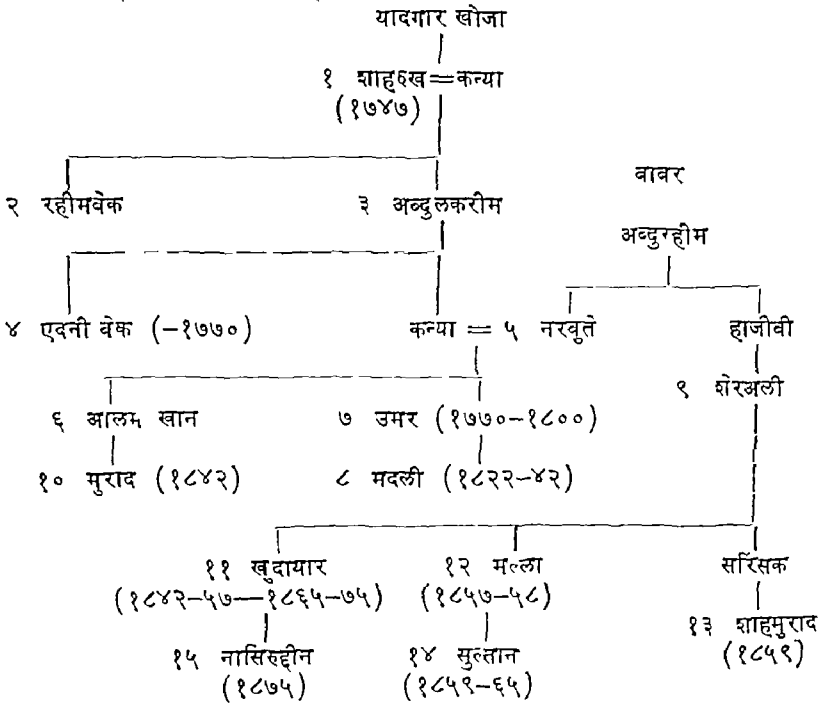 यादगार खोजा
१ शाहरुख=कन्या
(१७४७)
२ रहीमबेक ३ अब्दुलकरीम
बाबर
अब्दुर्रहीम
४ एदनी बेक (-१७७०) कन्या = ५ नरबुते हाजीबी
९ शेरअली
६ आलम खान ७ उमर (१७७०-१८००)
१० मुराद (१८४२) ८ मदली (१८२२-४२)
११ खुदायार १२ मल्ला सरिंसक
(१८४२-५७—१८६५-७५) (१८५७-५८)
१३ शाहमुराद
(१८५९)
१५ नासिरुद्दीन १४ सुल्तान
(१८७५) (१८५९-६५)